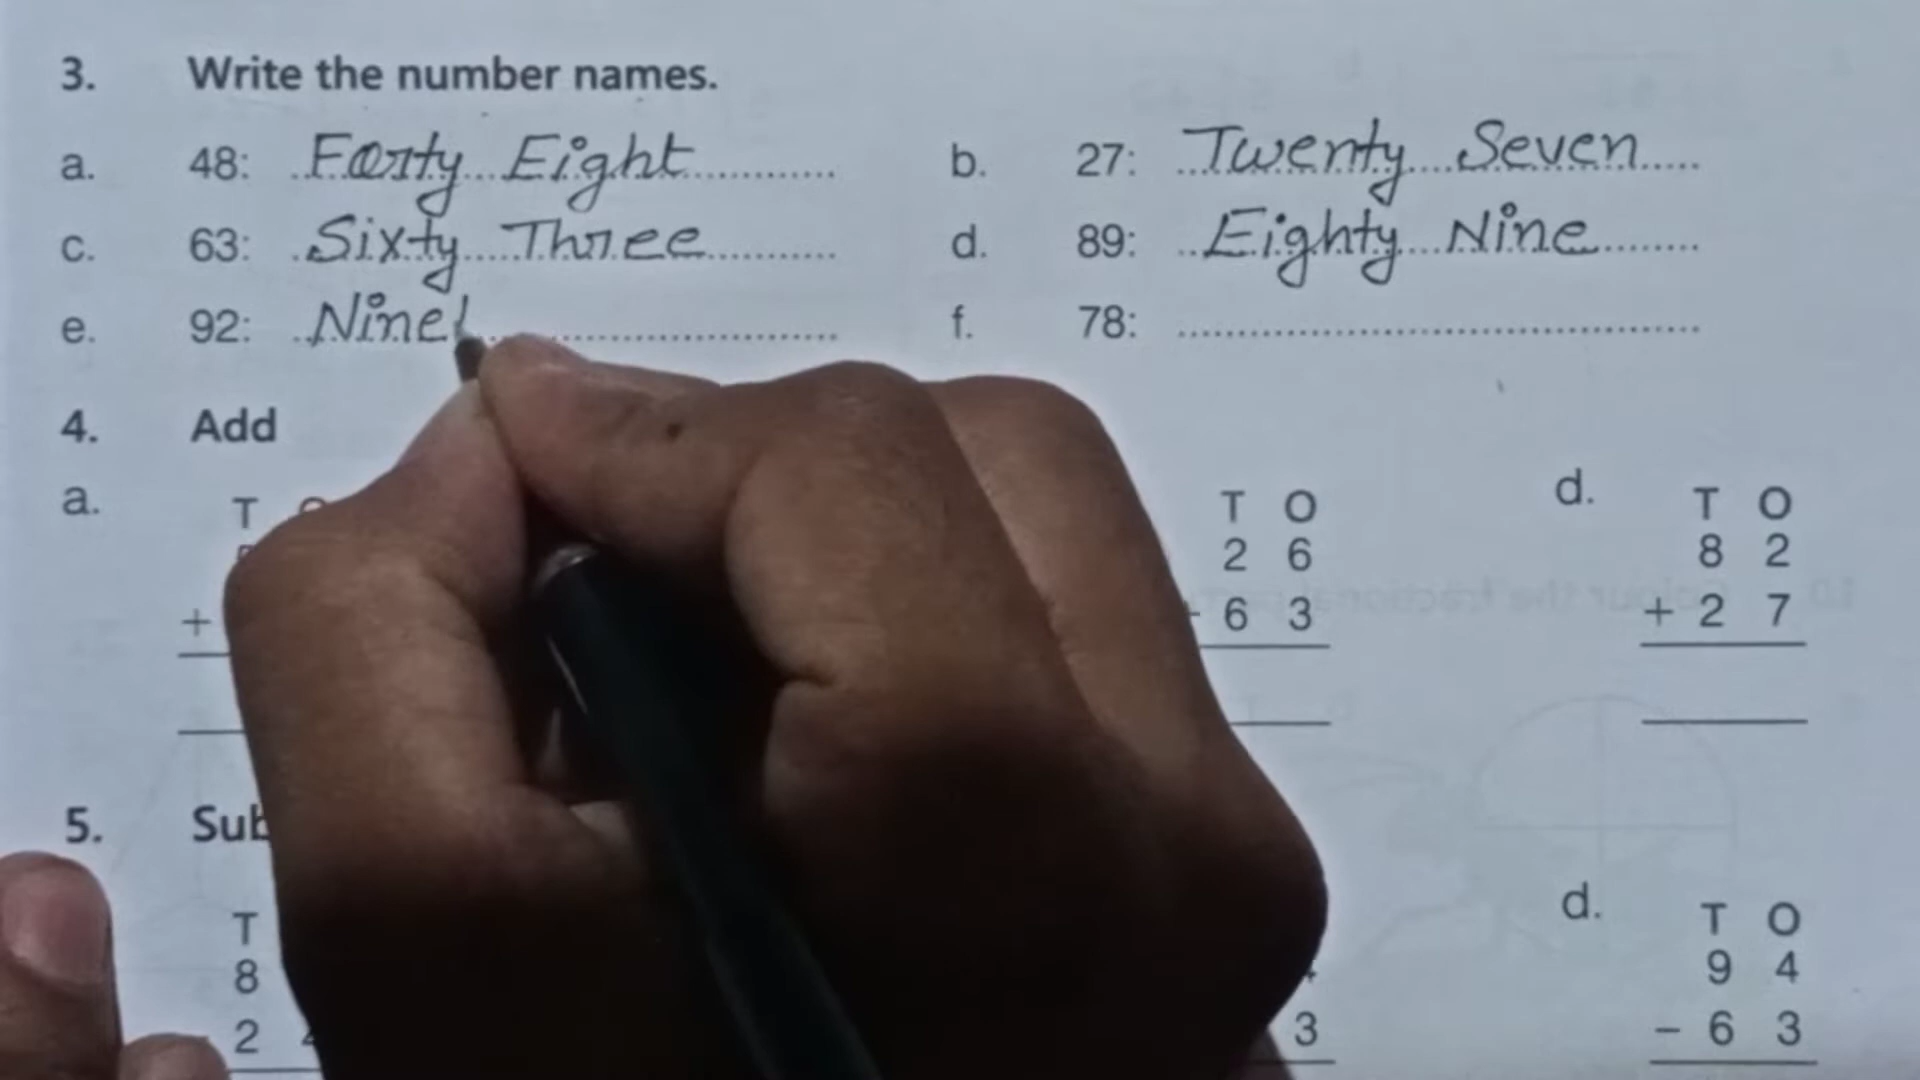 3. Write the number names.
a. 48: Forty Eight b. 27: Twenty Seven
c. 63: Sixty Three d. 89: Eighty Nine
e. 92: Nine f. 78:
4. Add
a. T O T O d. T O
2 6 8 2
+ 6 3 + 2 7
5. Sub
d. T O
T 9 4
8 3 - 6 3
2